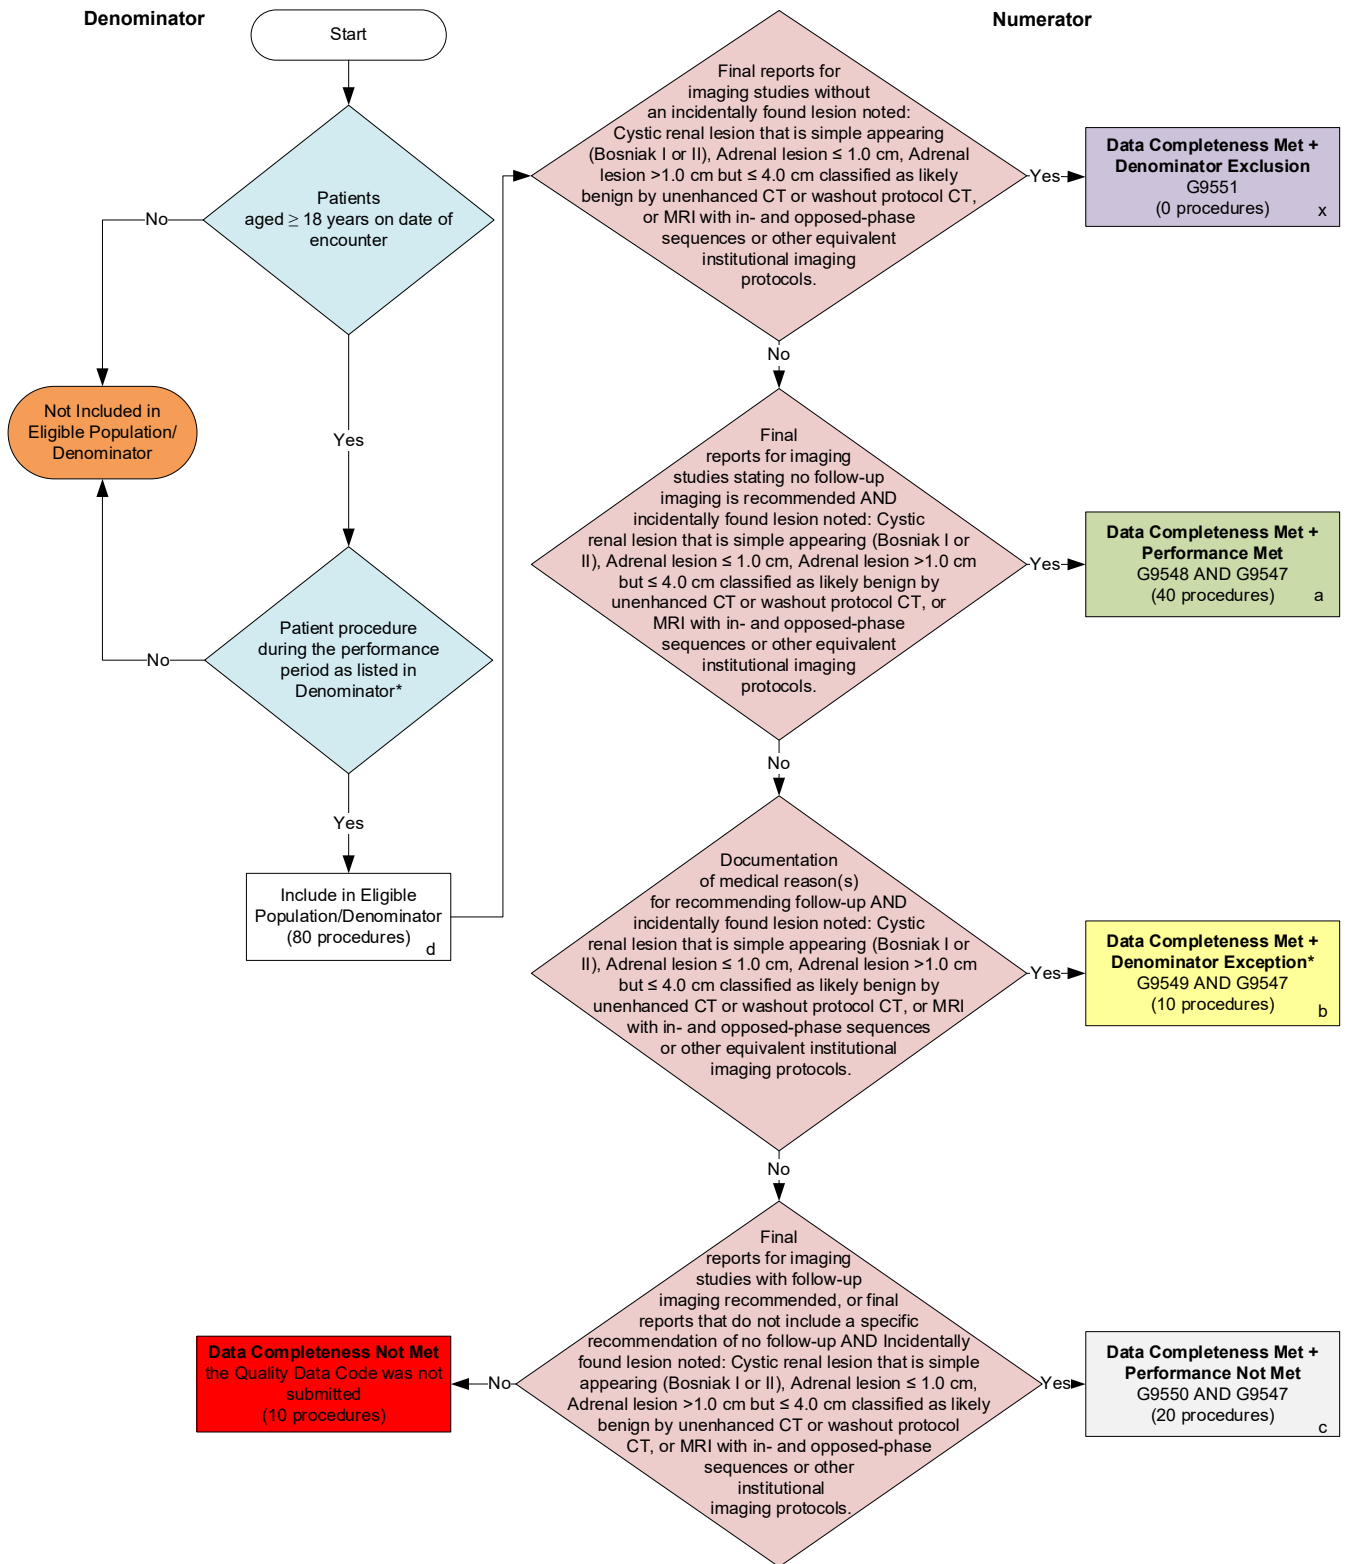 Denominator
Numerator
Start
Patients
aged ≥ 18 years on date of
encounter
No
Yes
Not Included in
Eligible Population/
Denominator
Patient procedure
during the performance
period as listed in
Denominator*
No
Yes
Include in Eligible
Population/Denominator
(80 procedures)
d
Final reports for
imaging studies without
an incidentally found lesion noted:
Cystic renal lesion that is simple appearing
(Bosniak I or II), Adrenal lesion ≤ 1.0 cm, Adrenal
lesion >1.0 cm but ≤ 4.0 cm classified as likely
benign by unenhanced CT or washout protocol CT,
or MRI with in- and opposed-phase
sequences or other equivalent
institutional imaging
protocols.
Yes
Data Completeness Met +
Denominator Exclusion
G9551
(0 procedures)
x
No
Final
reports for imaging
studies stating no follow-up
imaging is recommended AND
incidentally found lesion noted: Cystic
renal lesion that is simple appearing (Bosniak I or
II), Adrenal lesion ≤ 1.0 cm, Adrenal lesion >1.0 cm
but ≤ 4.0 cm classified as likely benign by
unenhanced CT or washout protocol CT, or
MRI with in- and opposed-phase
sequences or other equivalent
institutional imaging
protocols.
Yes
Data Completeness Met +
Performance Met
G9548 AND G9547
(40 procedures)
a
No
Documentation
of medical reason(s)
for recommending follow-up AND
incidentally found lesion noted: Cystic
renal lesion that is simple appearing (Bosniak I or
II), Adrenal lesion ≤ 1.0 cm, Adrenal lesion >1.0 cm
but ≤ 4.0 cm classified as likely benign by
unenhanced CT or washout protocol CT, or MRI
with in- and opposed-phase sequences
or other equivalent institutional
imaging protocols.
Yes
Data Completeness Met +
Denominator Exception*
G9549 AND G9547
(10 procedures)
b
No
Final
reports for imaging
studies with follow-up
imaging recommended, or final
reports that do not include a specific
recommendation of no follow-up AND Incidentally
found lesion noted: Cystic renal lesion that is simple
appearing (Bosniak I or II), Adrenal lesion ≤ 1.0 cm,
Adrenal lesion >1.0 cm but ≤ 4.0 cm classified as likely
benign by unenhanced CT or washout protocol
CT, or MRI with in- and opposed-phase
sequences or other
institutional
imaging protocols.
Yes
Data Completeness Met +
Performance Not Met
G9550 AND G9547
(20 procedures)
c
No
Data Completeness Not Met
the Quality Data Code was not
submitted
(10 procedures)